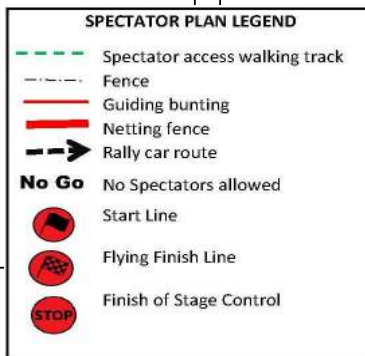 SPECTATOR PLAN LEGEND
Spectator access walking track
Fence
Guiding bunting
Netting fence
Rally car route
No Go No Spectators allowed
Start Line
Flying Finish Line
STOP Finish of Stage Control